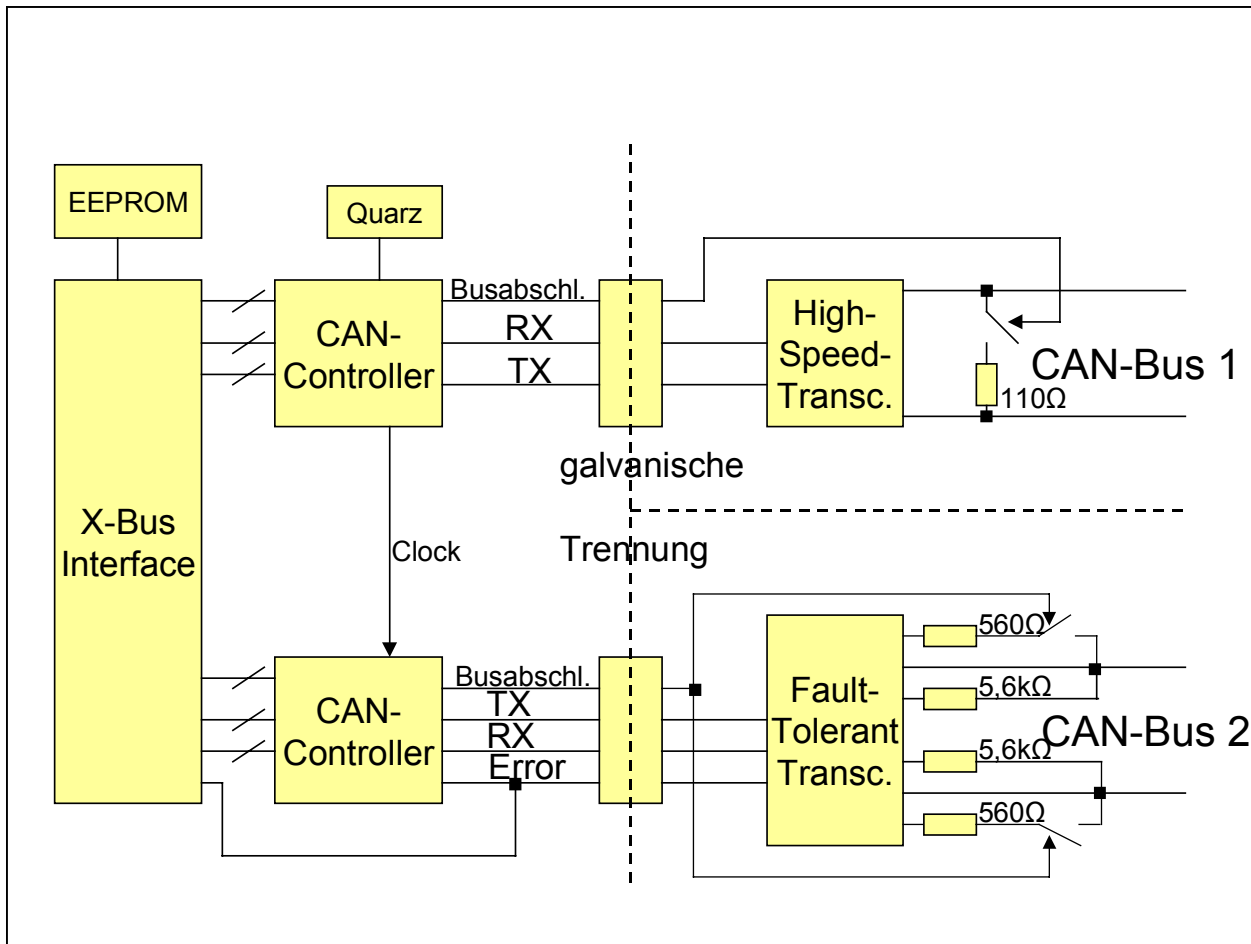 EEPROM
Quarz
Busabschl.
CAN-
Controller
RX
TX
High-
Speed-
Transc.
CAN-Bus 1
110Ω
galvanische
X-Bus
Interface
Clock
Trennung
560Ω
Busabschl.
5,6kΩ
CAN-
Controller
TX
RX
Error
Fault-
Tolerant
Transc.
CAN-Bus 2
5,6kΩ
560Ω